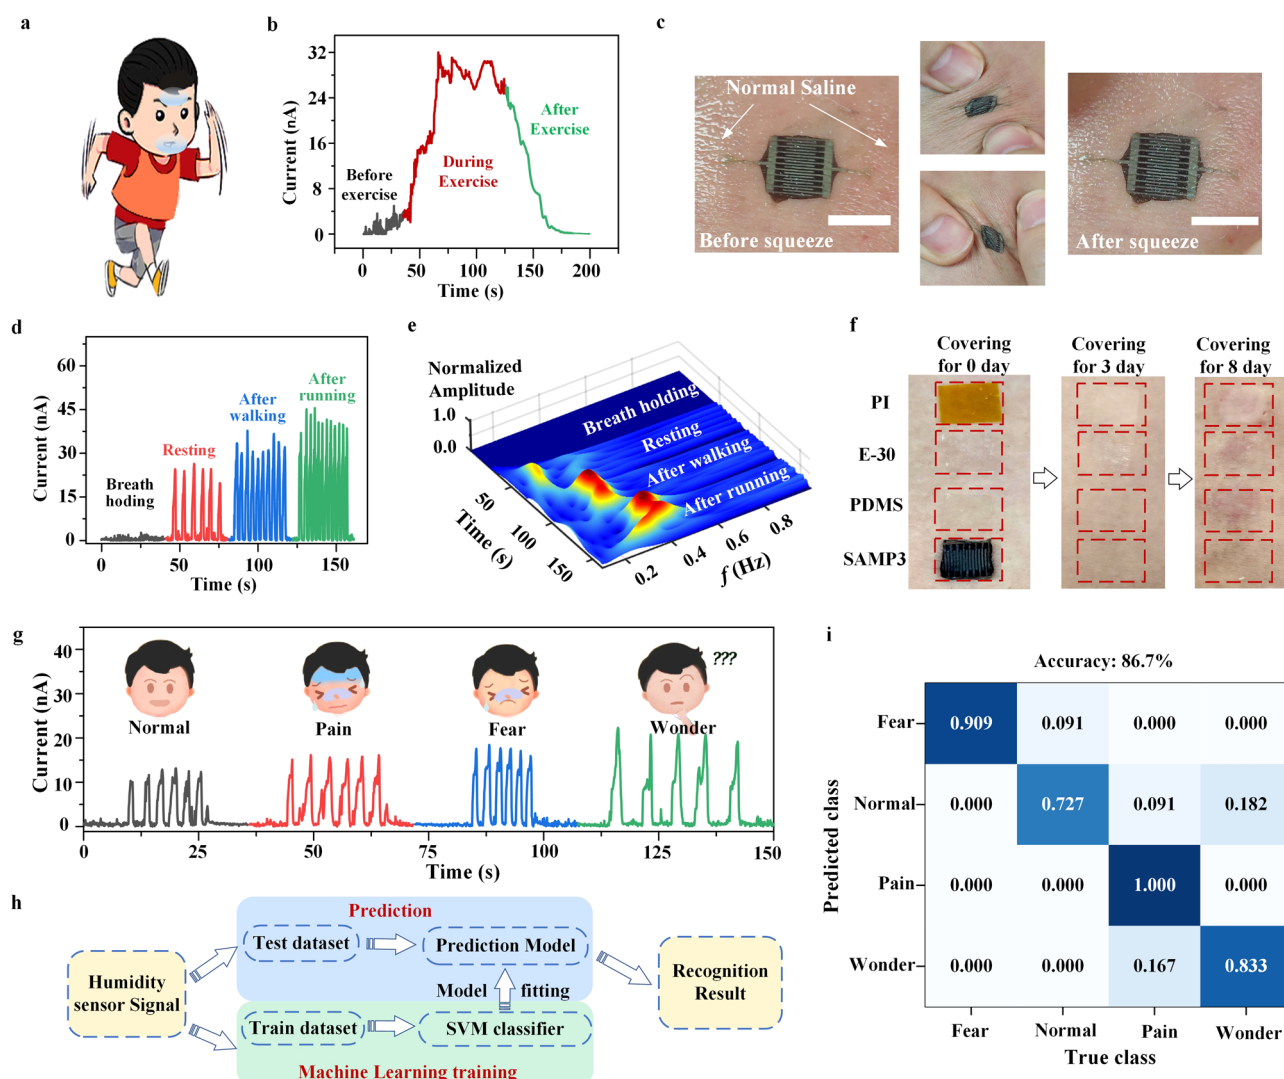 a
b
32
24
16
8
0
Current (nA)
Before
exercise
During
Exercise
After
Exercise
0
50
100
150
200
Time (s)
c
Normal Saline
Before squeeze
After squeeze
d
60
45
30
15
0
Current (nA)
Breath
hoding
Resting
After
walking
After
running
0
50
100
150
Time (s)
e
Normalized
Amplitude
1.0
0.0
Breath holding
Resting
After walking
After running
50
100
150
Time (s)
0.2
0.4
0.6
0.8
f (Hz)
f
Covering
for 0 day
Covering
for 3 day
Covering
for 8 day
PI
E-30
PDMS
SAMP3
g
40
30
20
10
0
Current (nA)
Normal
Pain
Fear
Wonder
???
0
25
50
75
100
125
150
Time (s)
h
Humidity
sensor Signal
Prediction
Test dataset
Prediction Model
Model fitting
Train dataset
SVM classifier
Machine Learning training
Recognition
Result
i
Accuracy: 86.7%
Predicted class
Fear
0.909 0.091 0.000 0.000
Normal
0.000 0.727 0.091 0.182
Pain
0.000 0.000 1.000 0.000
Wonder
0.000 0.000 0.167 0.833
Fear Normal Pain Wonder
True class